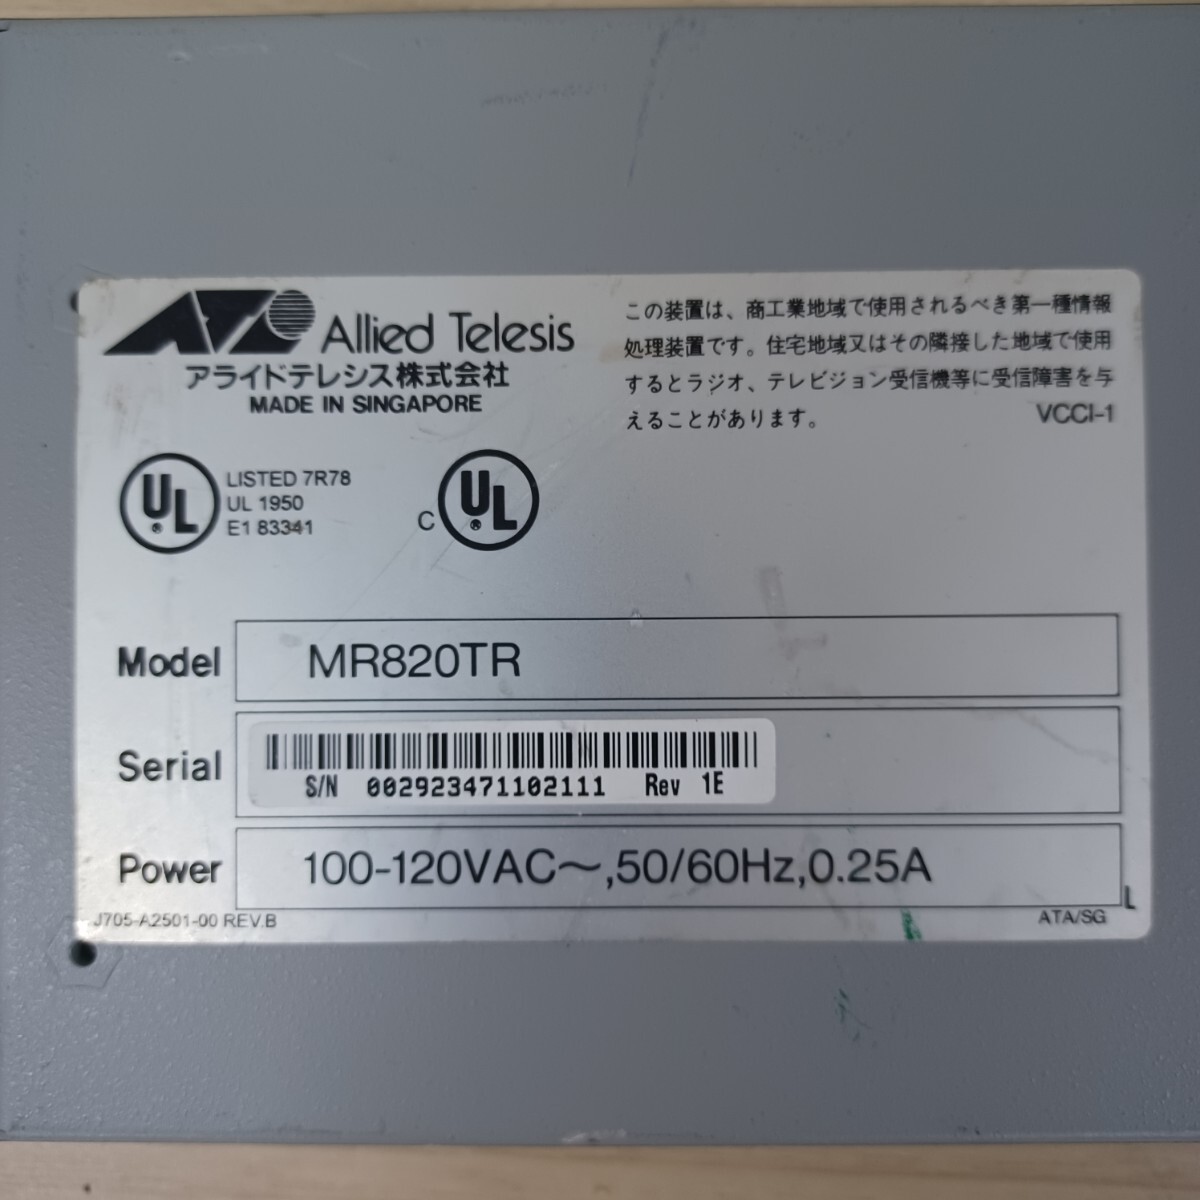 Allied Telesis
アライドテレシス株式会社
MADE IN SINGAPORE
この装置は、商工業地域で使用されるべき第一種情報
処理装置です。住宅地域又はその隣接した地域で使用
するとラジオ、テレビジョン受信機等に受信障害を与
えることがあります。
VCCI-1
UL
LISTED 7R78
UL 1950
E183341
C UL
Model MR820TR
Serial
S/N 002923471102111 Rev 1E
Power 100-120VAC～,50/60Hz,0.25A
J705-A2501-00 REV.B
ATA/SG
L